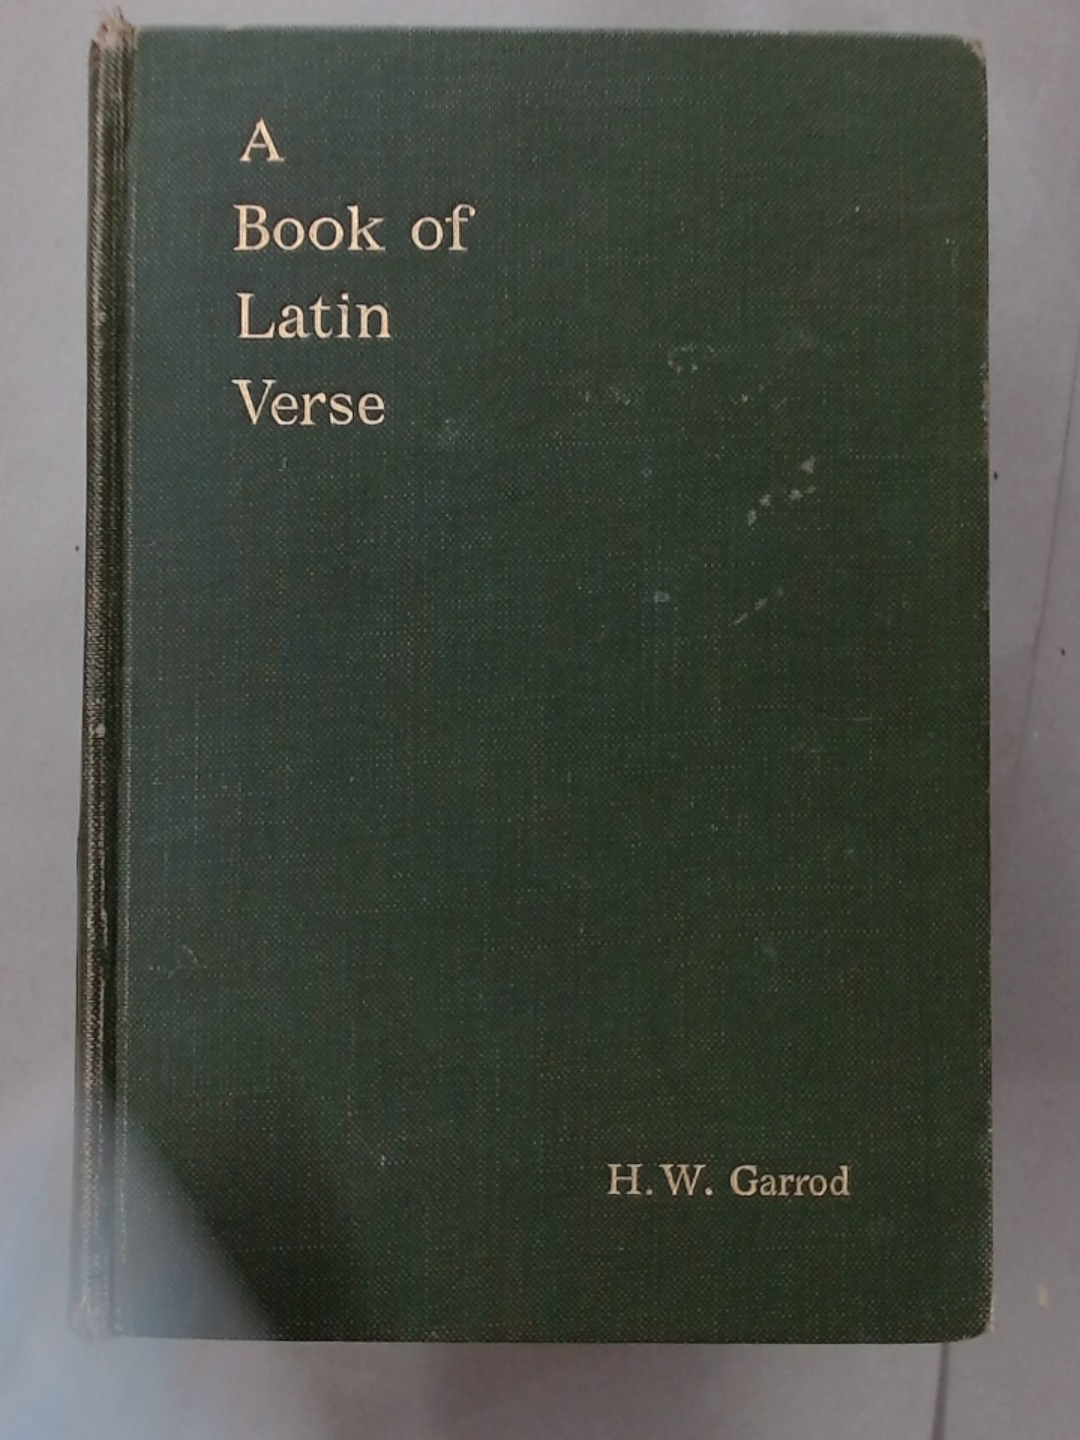 A
Book of
Latin
Verse
H. W. Garrod